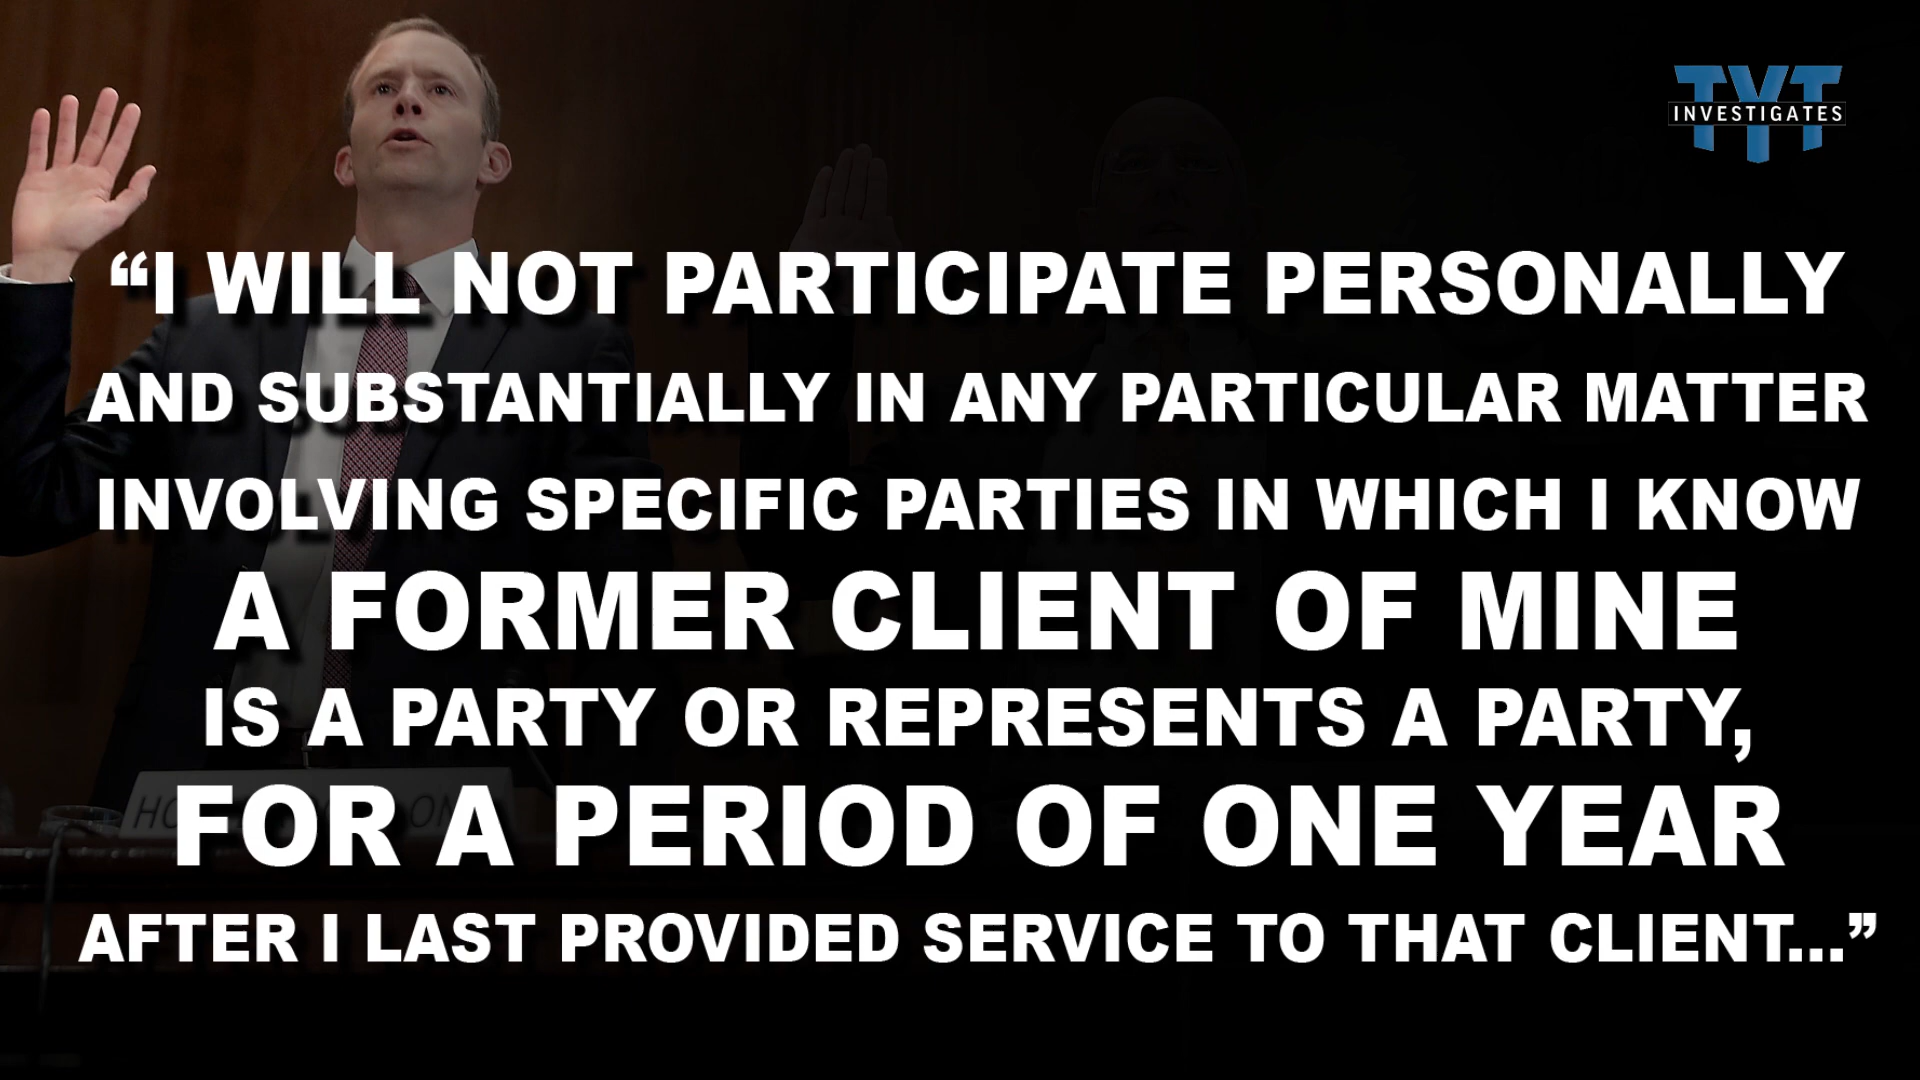 TYT
INVESTIGATES
“I WILL NOT PARTICIPATE PERSONALLY
AND SUBSTANTIALLY IN ANY PARTICULAR MATTER
INVOLVING SPECIFIC PARTIES IN WHICH I KNOW
A FORMER CLIENT OF MINE
IS A PARTY OR REPRESENTS A PARTY,
FOR A PERIOD OF ONE YEAR
AFTER I LAST PROVIDED SERVICE TO THAT CLIENT...”